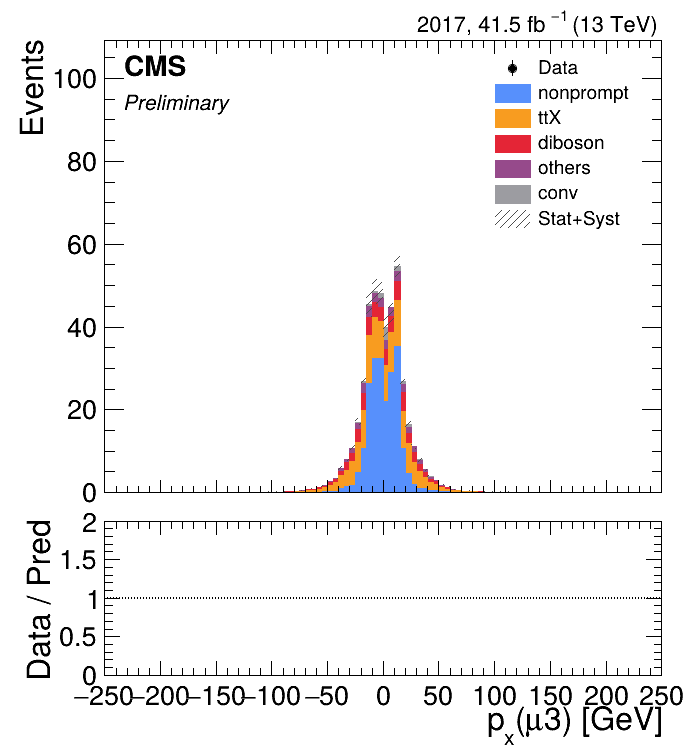 2017, 41.5 fb⁻¹ (13 TeV)
CMS
Preliminary
Events
100
80
60
40
20
0
Data
nonprompt
ttX
diboson
others
conv
Stat+Syst
Data / Pred
2
1.5
1
0.5
0
−250 −200 −150 −100 −50 0 50 100 150 200 250
pₓ(μ3) [GeV]